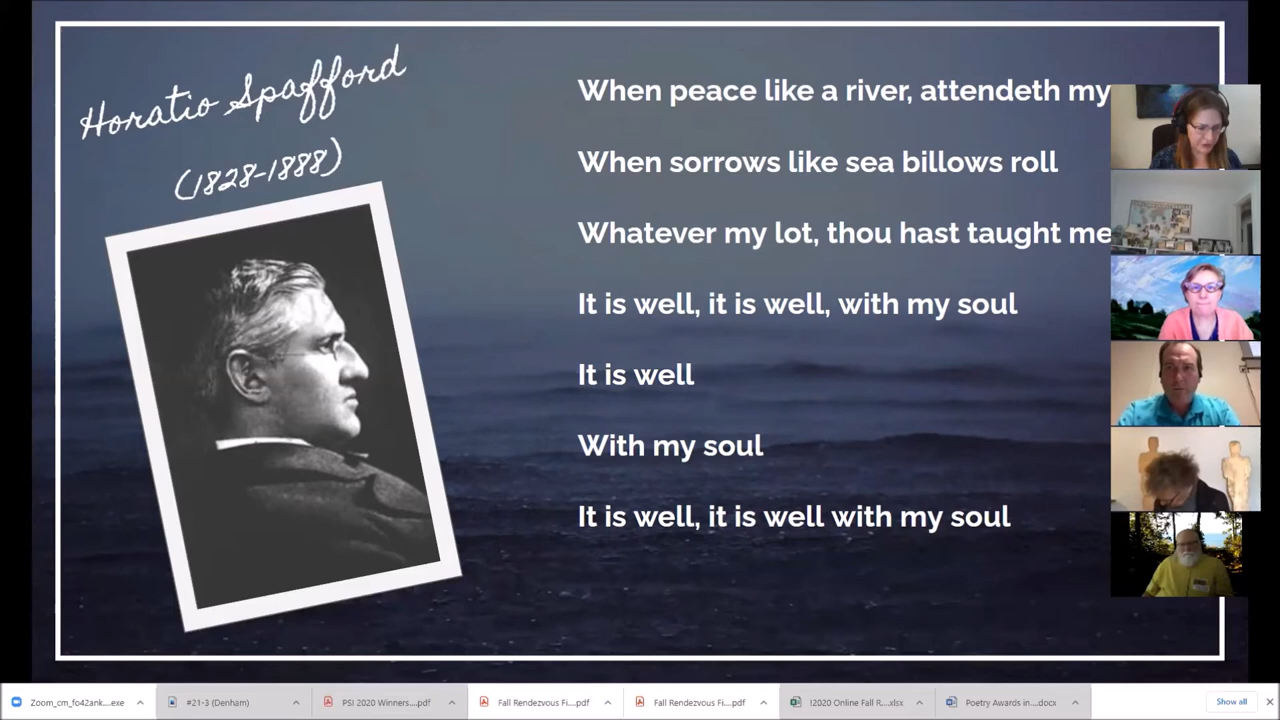 Horatio Spafford
(1828-1888)
When peace like a river, attendeth my
When sorrows like sea billows roll
Whatever my lot, thou hast taught me
It is well, it is well, with my soul
It is well
With my soul
It is well, it is well with my soul
Zoom_cm_fo42ank....exe
#21-3 (Denham)
PSI 2020 Winners....pdf
Fall Rendezvous Fi....pdf
Fall Rendezvous Fi....pdf
!2020 Online Fall R....xlsx
Poetry Awards in....docx
Show all